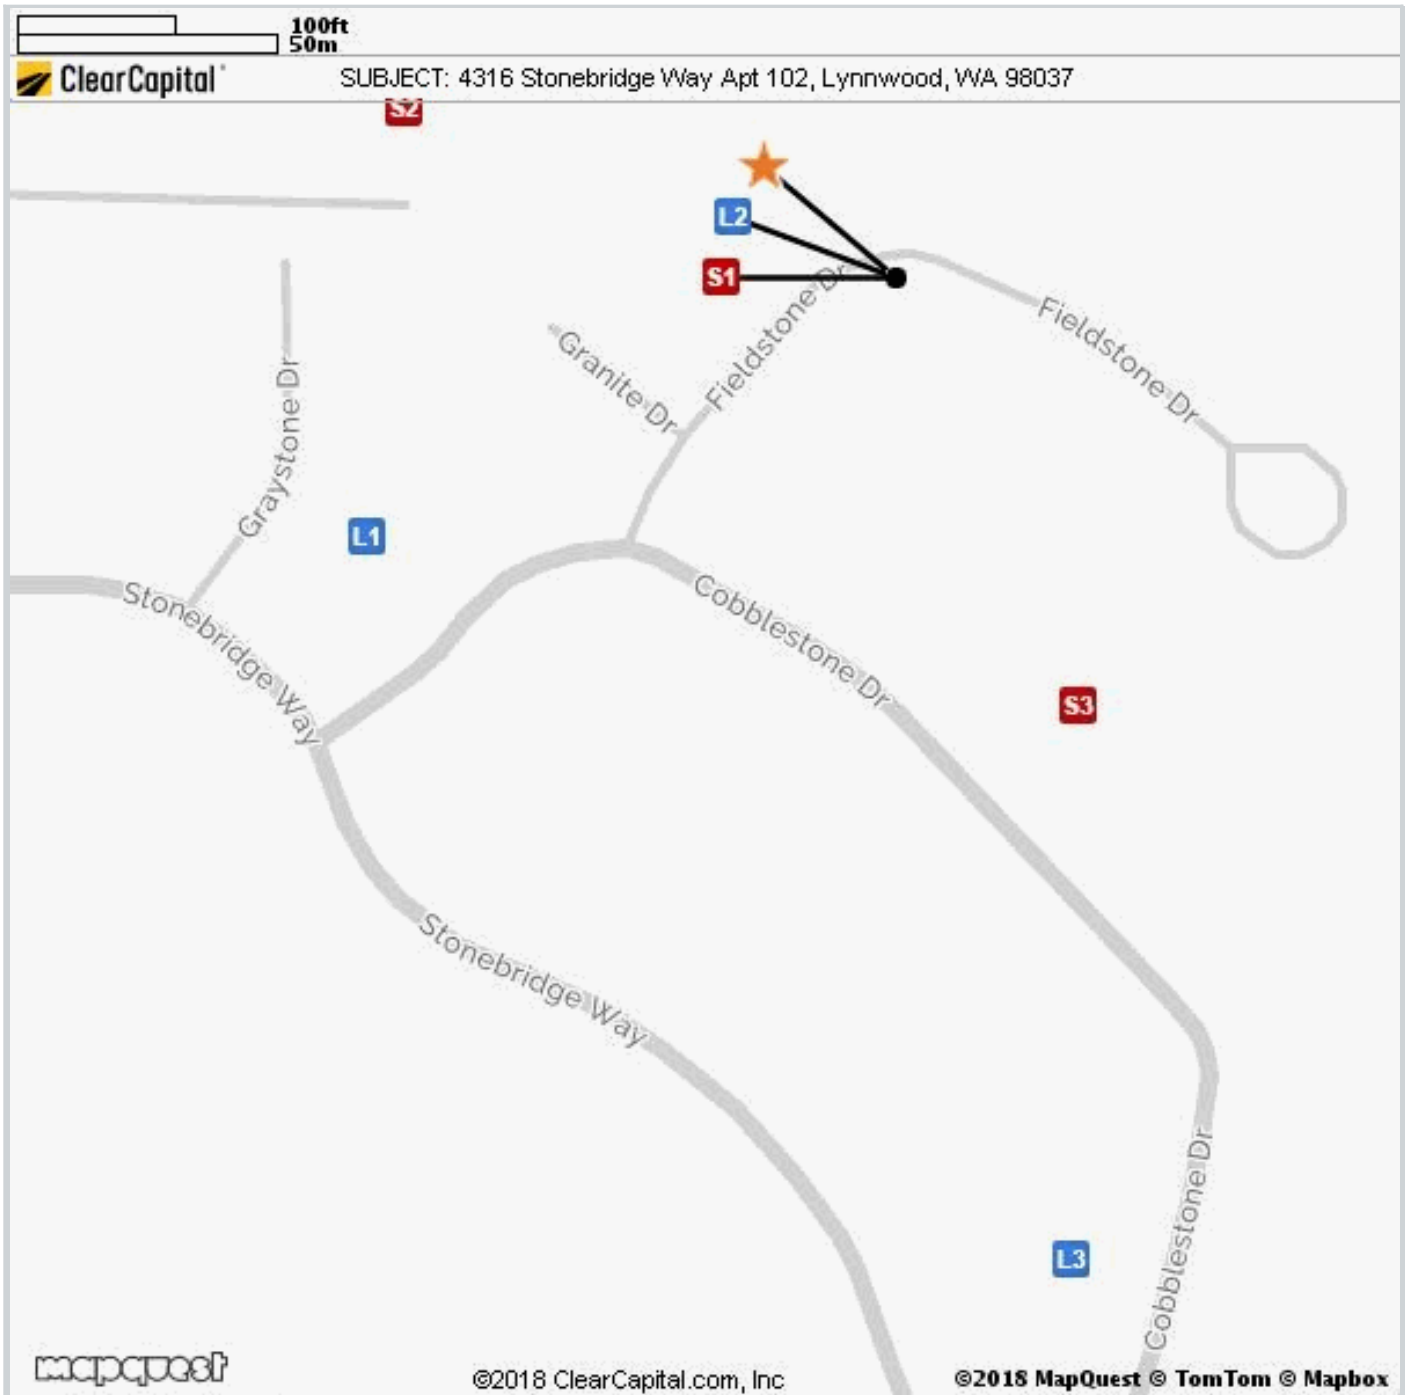 100ft
50m
ClearCapital
SUBJECT: 4316 Stonebridge Way Apt 102, Lynnwood, WA 98037
S2
L2
S1
Fieldstone Dr
Fieldstone Dr
Granite Dr
Graystone Dr
L1
Stonebridge Way
Cobblestone Dr
S3
Stonebridge Way
Cobblestone Dr
L3
mapquest
©2018 ClearCapital.com, Inc
©2018 MapQuest © TomTom © Mapbox